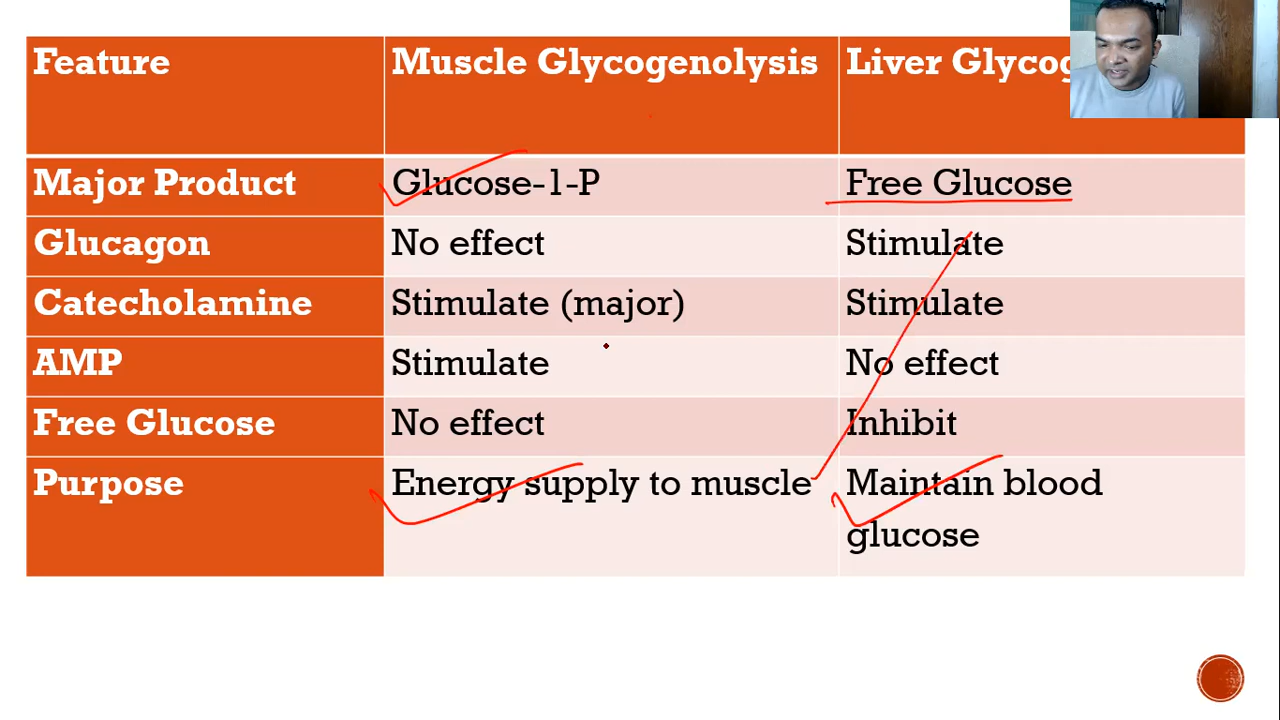 Feature Muscle Glycogenolysis Liver
Major Product Glucose-1-P Free Glucose
Glucagon No effect Stimulate
Catecholamine Stimulate (major) Stimulate
AMP Stimulate No effect
Free Glucose No effect Inhibit
Purpose Energy supply to muscle Maintain blood
glucose